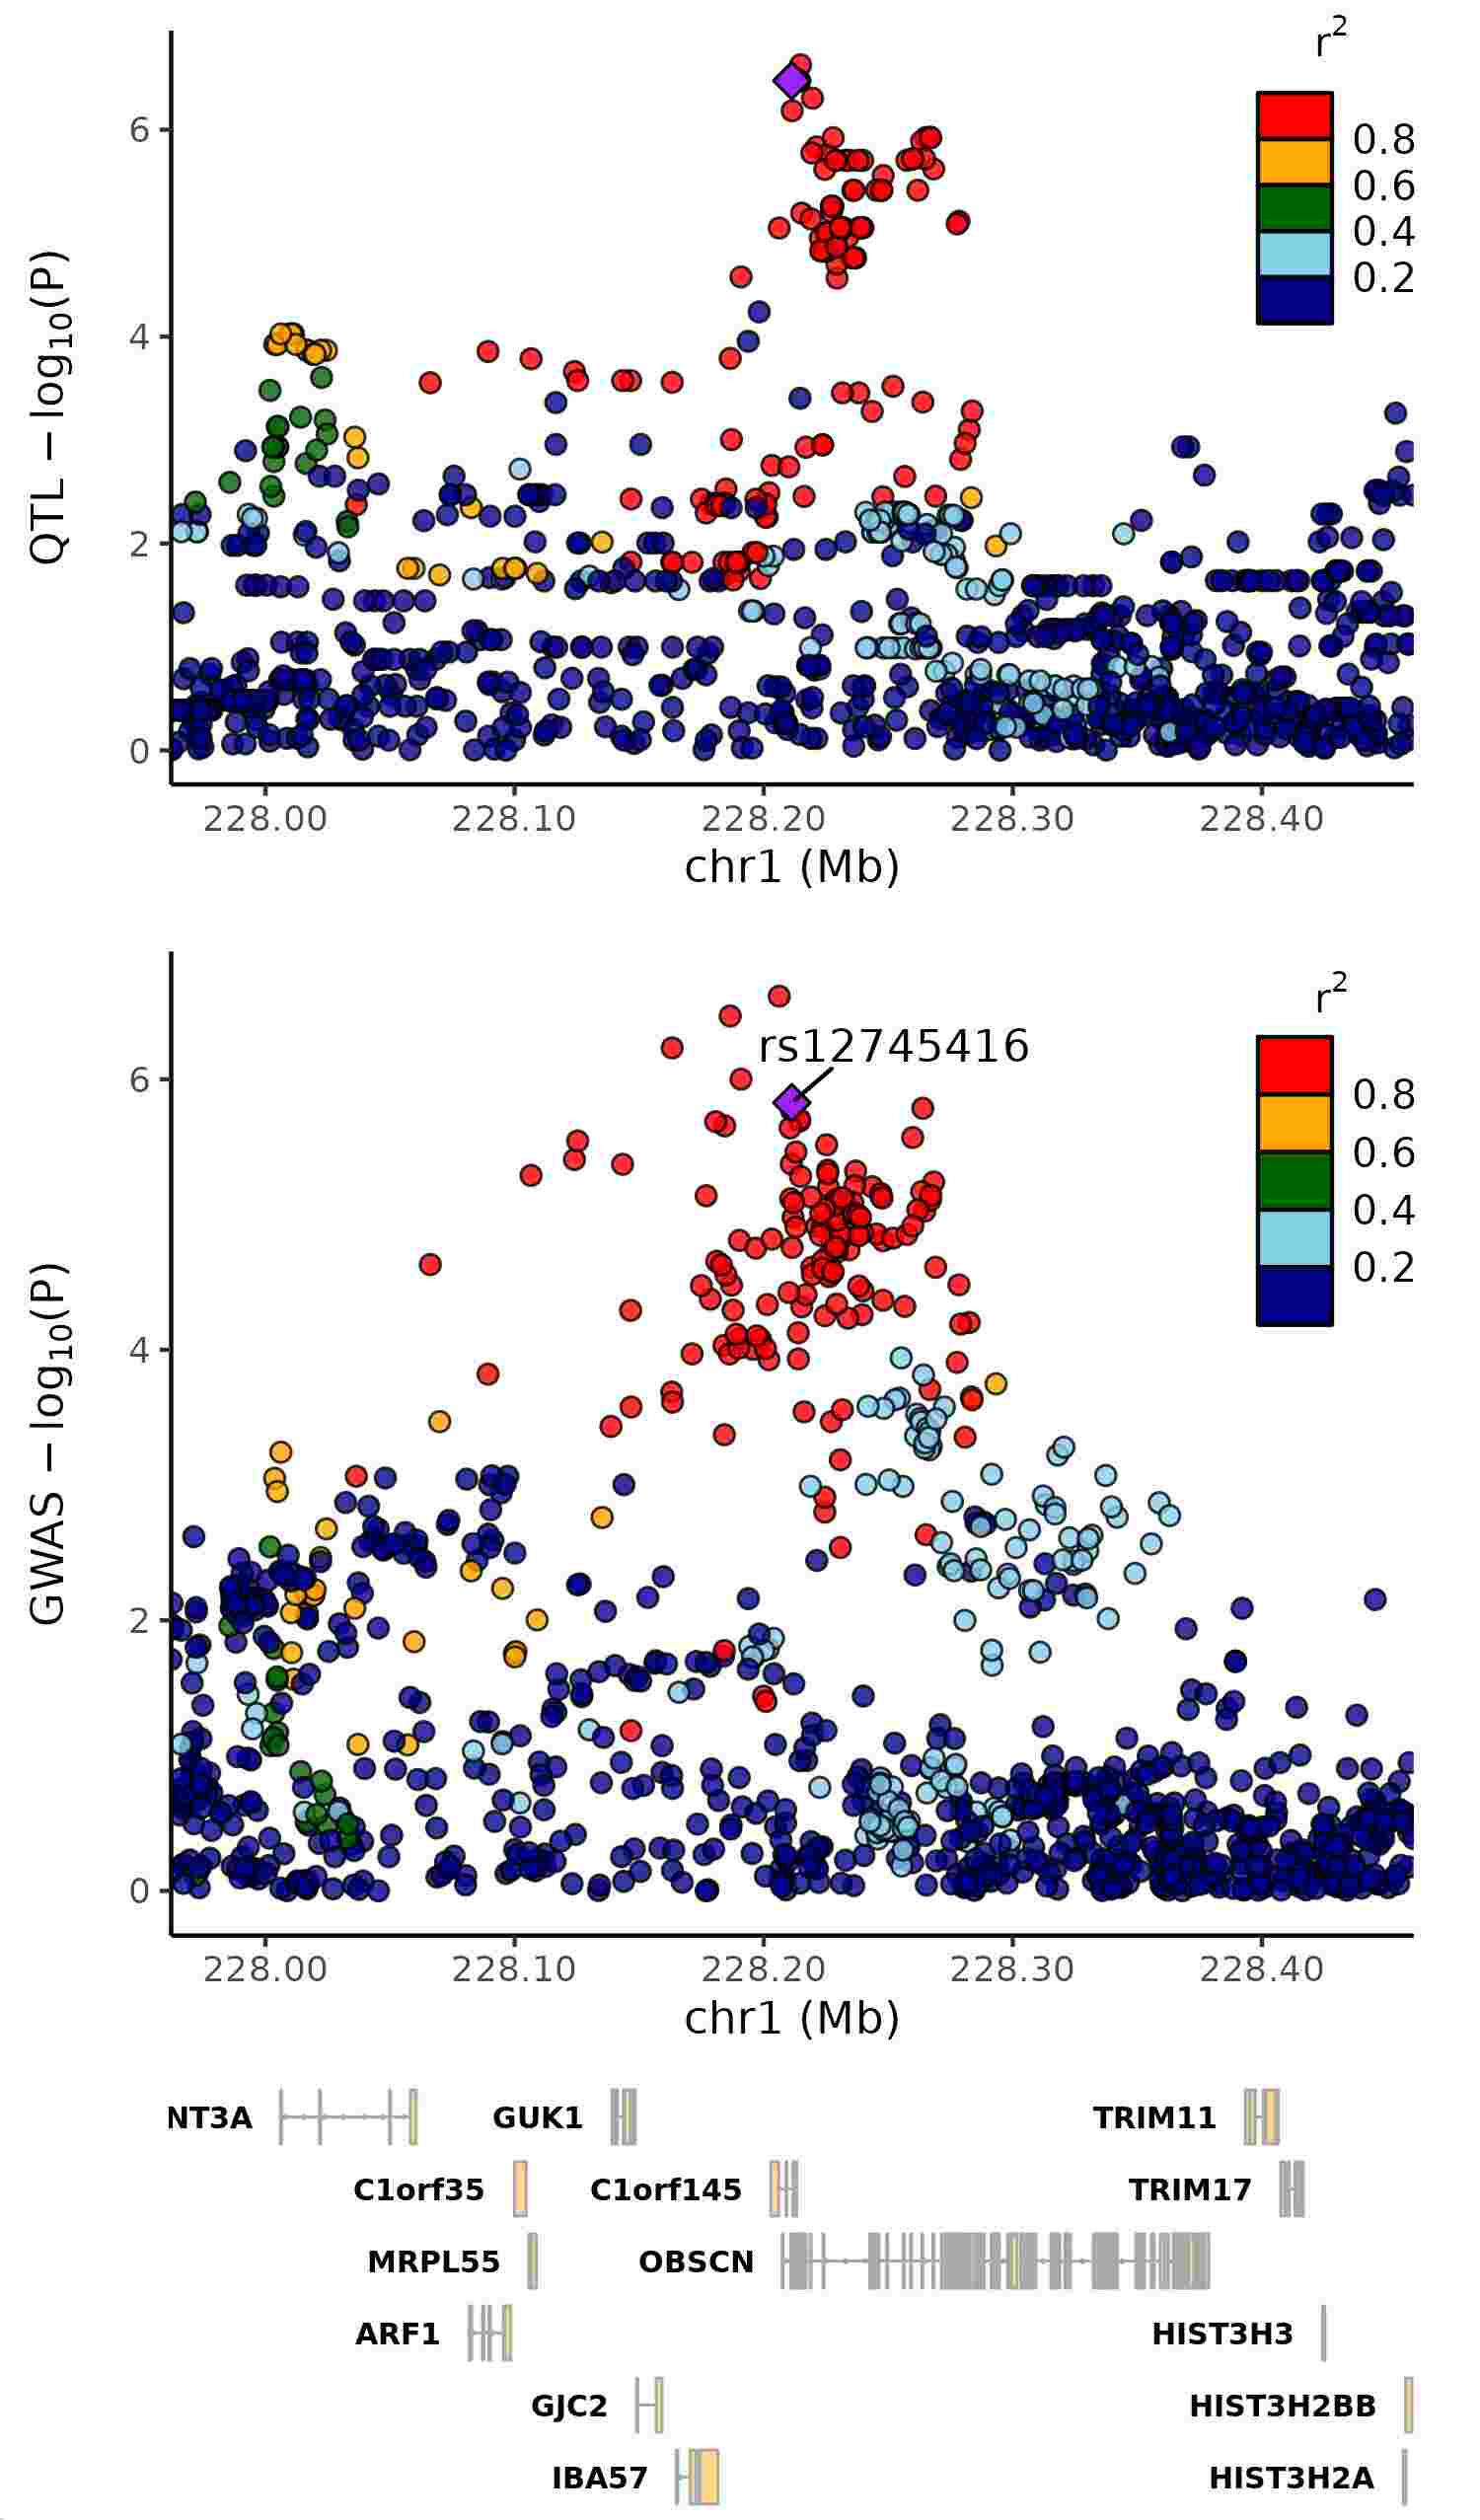 r2
0.8
0.6
0.4
0.2
QTL − log10(P)
6
4
2
0
228.00 228.10 228.20 228.30 228.40
chr1 (Mb)
r2
rs12745416
0.8
0.6
0.4
0.2
GWAS − log10(P)
6
4
2
0
228.00 228.10 228.20 228.30 228.40
chr1 (Mb)
NT3A GUK1 TRIM11
C1orf35 C1orf145 TRIM17
MRPL55 OBSCN
ARF1 HIST3H3
GJC2 HIST3H2BB
IBA57 HIST3H2A